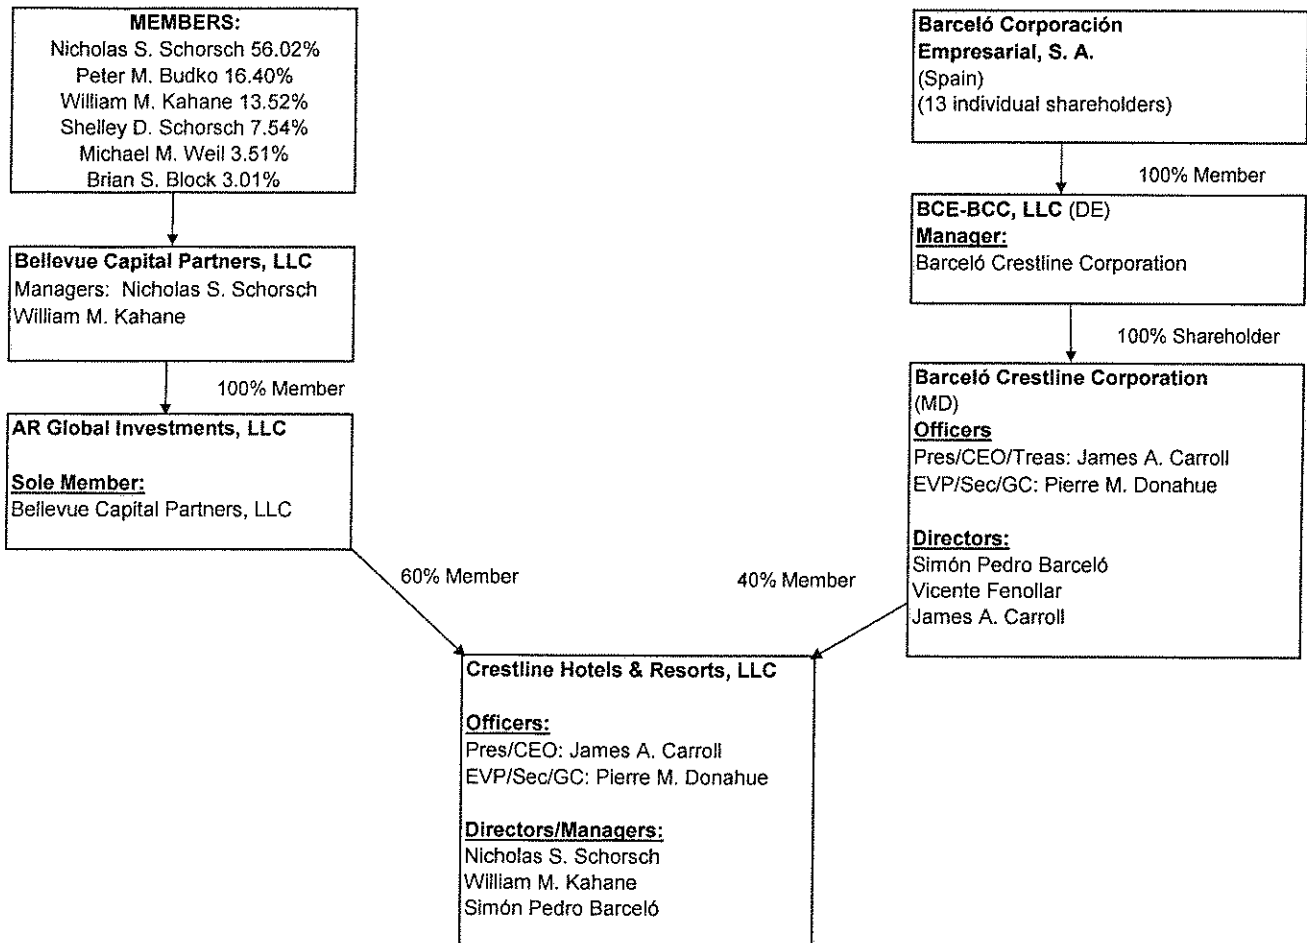 MEMBERS:
Nicholas S. Schorsch 56.02%
Peter M. Budko 16.40%
William M. Kahane 13.52%
Shelley D. Schorsch 7.54%
Michael M. Weil 3.51%
Brian S. Block 3.01%
Bellevue Capital Partners, LLC
Managers: Nicholas S. Schorsch
William M. Kahane
100% Member
AR Global Investments, LLC
Sole Member:
Bellevue Capital Partners, LLC
60% Member
Barceló Corporación
Empresarial, S. A.
(Spain)
(13 individual shareholders)
100% Member
BCE-BCC, LLC (DE)
Manager:
Barceló Crestline Corporation
100% Shareholder
Barceló Crestline Corporation
(MD)
Officers
Pres/CEO/Treas: James A. Carroll
EVP/Sec/GC: Pierre M. Donahue
Directors:
Simón Pedro Barceló
Vicente Fenollar
James A. Carroll
40% Member
Crestline Hotels & Resorts, LLC
Officers:
Pres/CEO: James A. Carroll
EVP/Sec/GC: Pierre M. Donahue
Directors/Managers:
Nicholas S. Schorsch
William M. Kahane
Simón Pedro Barceló